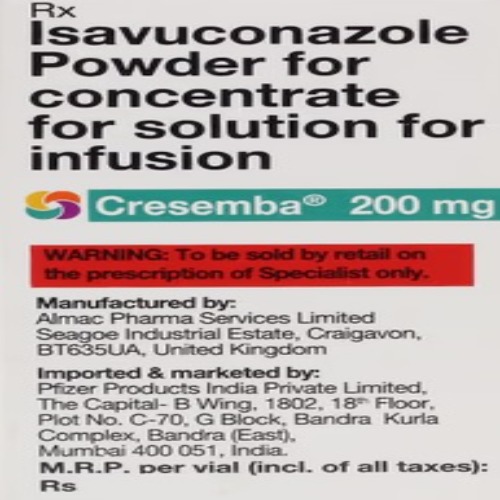 Rx
Isavuconazole
Powder for
concentrate
for solution for
infusion
Cresemba® 200 mg
WARNING: To be sold by retail on
the prescription of Specialist only.
Manufactured by:
Almac Pharma Services Limited
Seagoe Industrial Estate, Craigavon,
BT635UA, United Kingdom
Imported & marketed by:
Pfizer Products India Private Limited,
The Capital- B Wing, 1802, 18th Floor,
Plot No. C-70, G Block, Bandra Kurla
Complex, Bandra (East),
Mumbai 400 051, India.
M.R.P. per vial (incl. of all taxes):
Rs